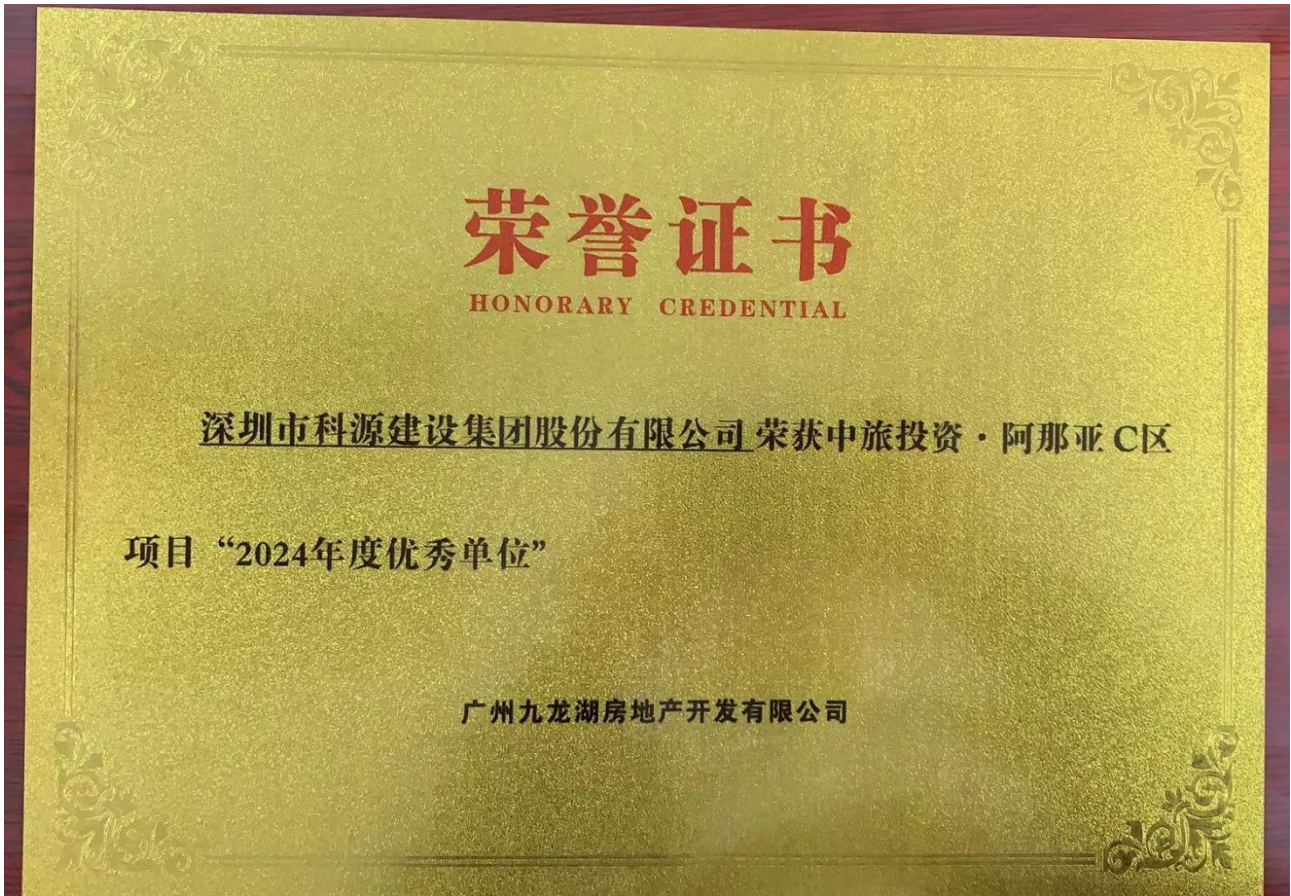 荣誉证书
HONORARY CREDENTIAL
深圳市科源建设集团股份有限公司 荣获中旅投资·阿那亚 C区
项目“2024年度优秀单位”
广州九龙湖房地产开发有限公司